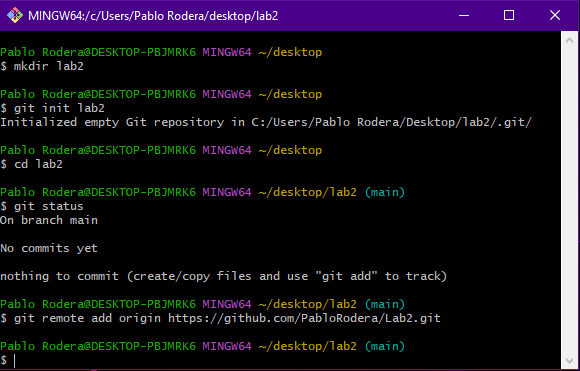 MINGW64:/c/Users/Pablo Rodera/desktop/lab2
Pablo Rodera@DESKTOP-PBJMRK6 MINGW64 ~/desktop
$ mkdir lab2
Pablo Rodera@DESKTOP-PBJMRK6 MINGW64 ~/desktop
$ git init lab2
Initialized empty Git repository in C:/Users/Pablo Rodera/Desktop/lab2/.git/
Pablo Rodera@DESKTOP-PBJMRK6 MINGW64 ~/desktop
$ cd lab2
Pablo Rodera@DESKTOP-PBJMRK6 MINGW64 ~/desktop/lab2 (main)
$ git status
On branch main
No commits yet
nothing to commit (create/copy files and use "git add" to track)
Pablo Rodera@DESKTOP-PBJMRK6 MINGW64 ~/desktop/lab2 (main)
$ git remote add origin https://github.com/PabloRodera/Lab2.git
Pablo Rodera@DESKTOP-PBJMRK6 MINGW64 ~/desktop/lab2 (main)
$